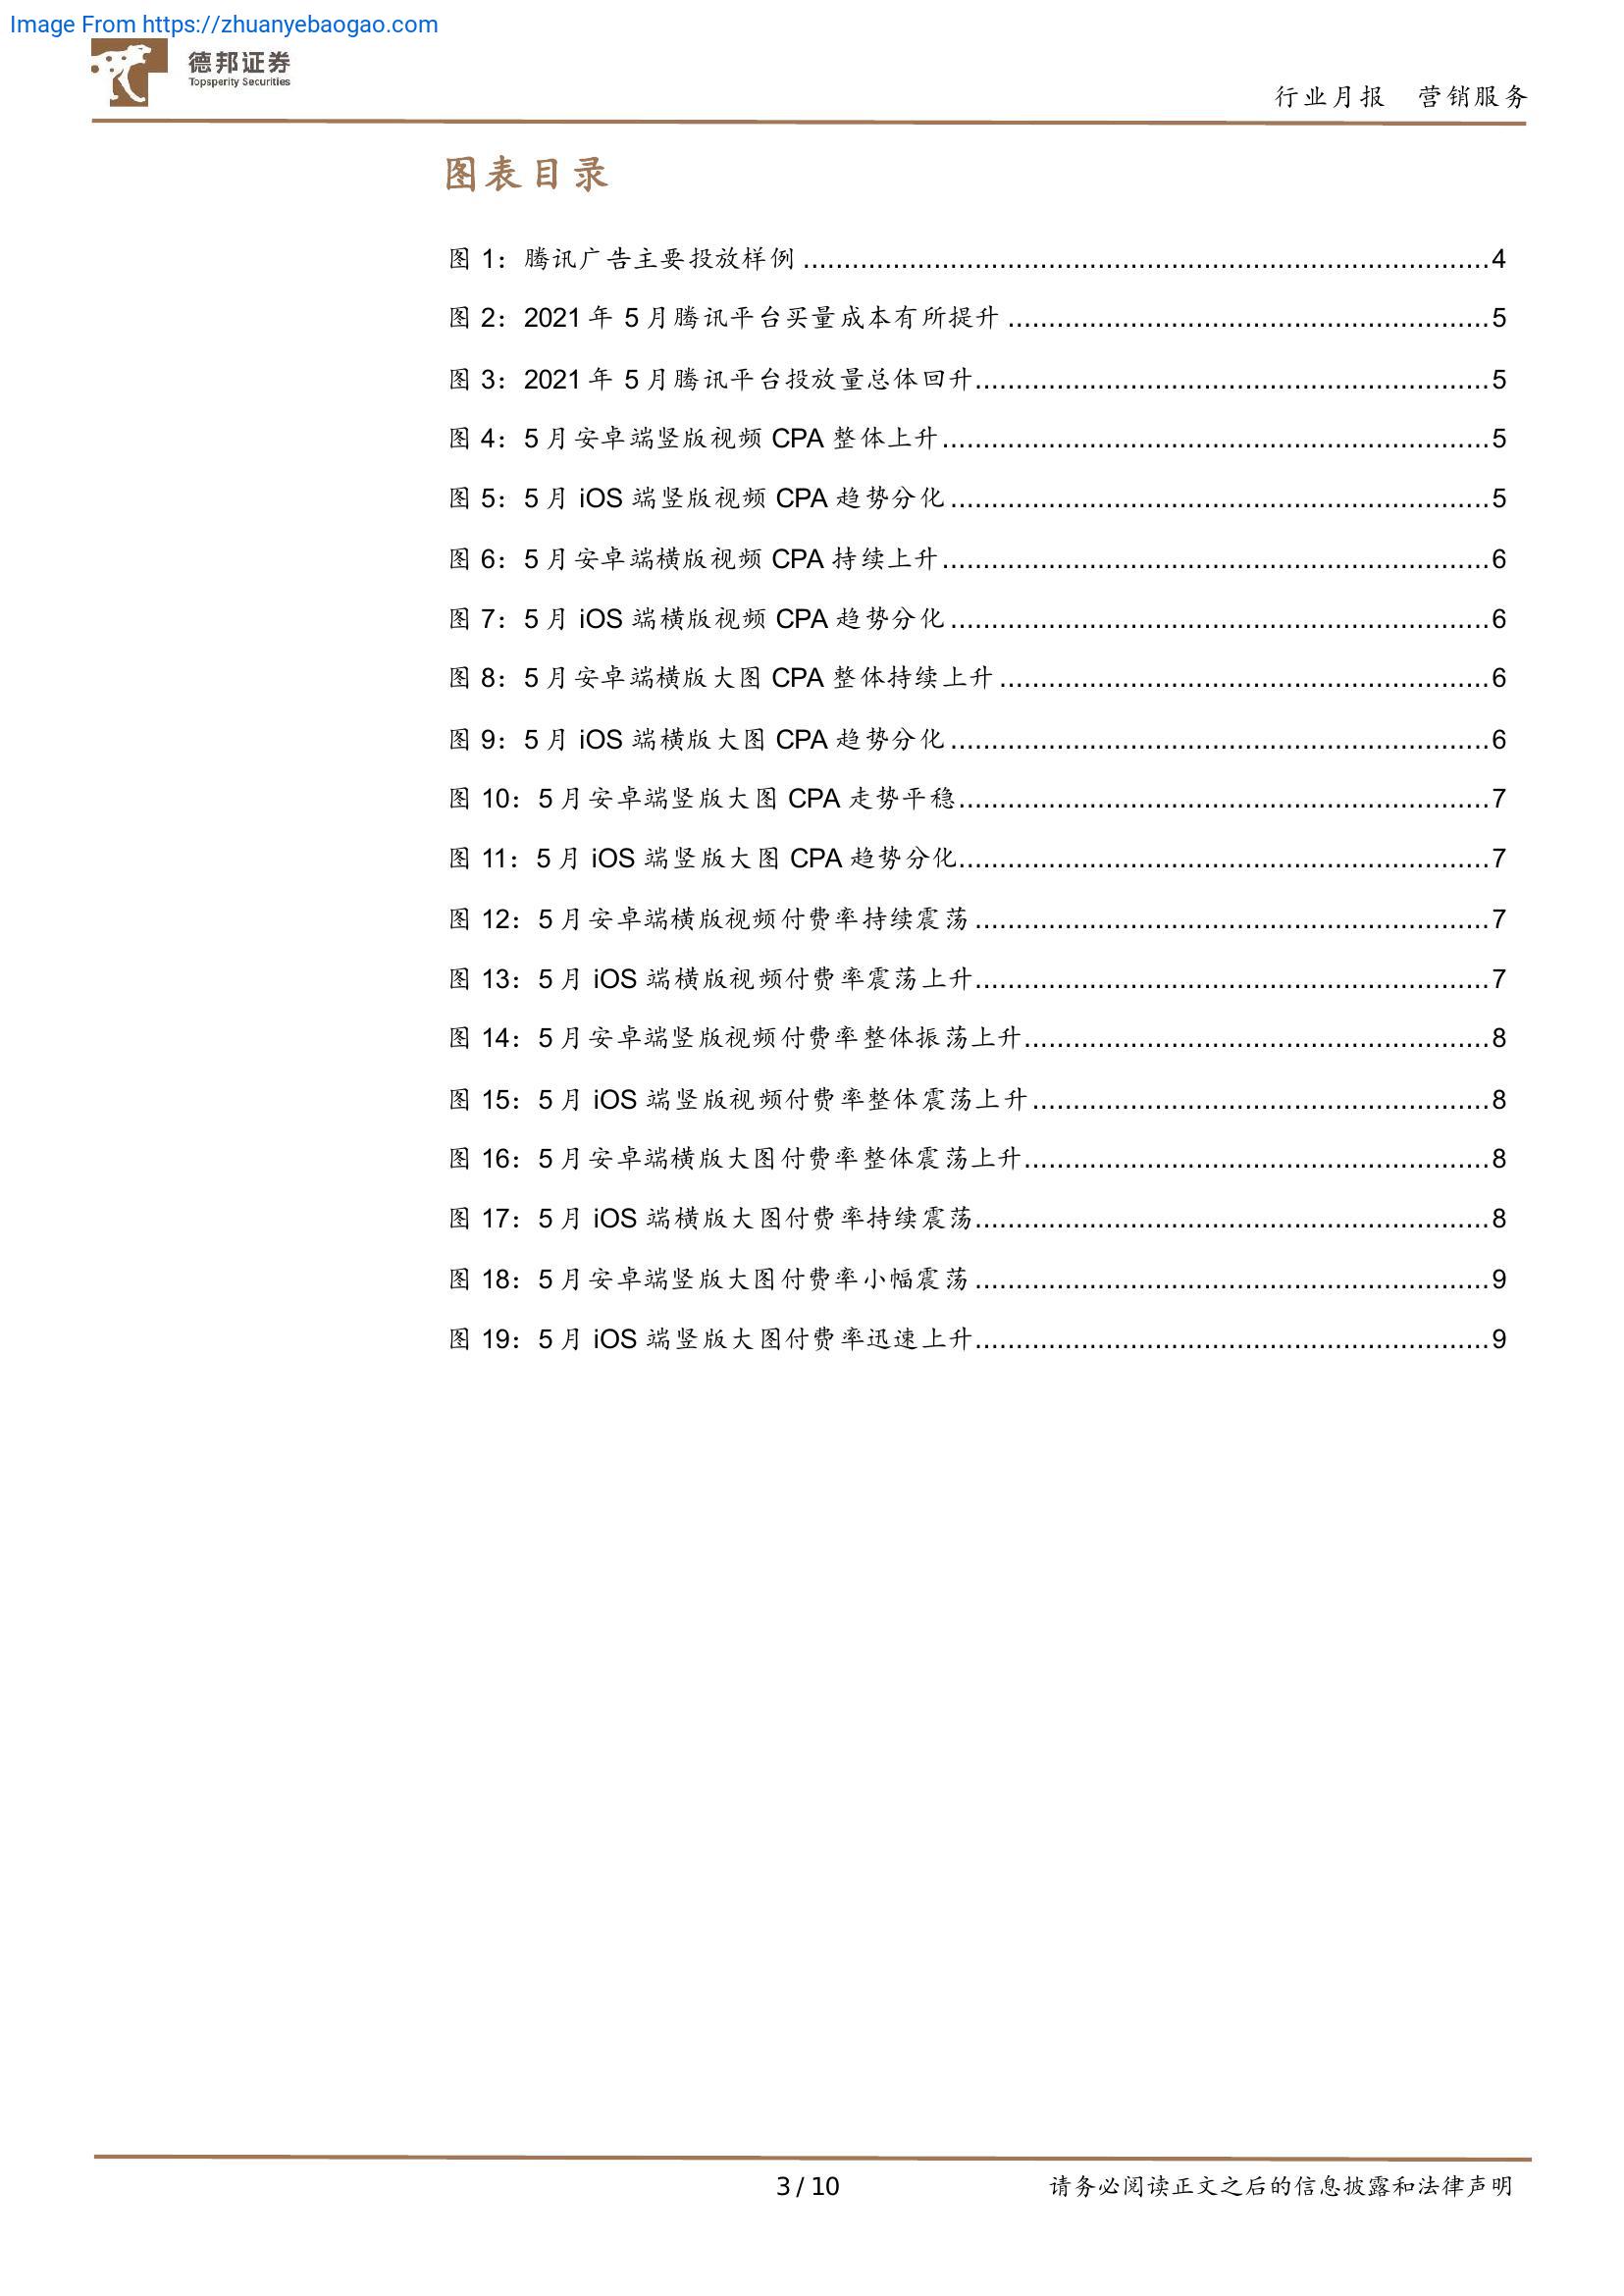 Image From https://zhuanyebaogao.com
德邦证券
Topsperity Securities
行业月报 营销服务
图表目录
图 1：腾讯广告主要投放样例 ....................................................................................4
图 2：2021 年 5 月腾讯平台买量成本有所提升 ...........................................................5
图 3：2021 年 5 月腾讯平台投放量总体回升...............................................................5
图 4：5 月安卓端竖版视频 CPA 整体上升...................................................................5
图 5：5 月 iOS 端竖版视频 CPA 趋势分化..................................................................5
图 6：5 月安卓端横版视频 CPA 持续上升...................................................................6
图 7：5 月 iOS 端横版视频 CPA 趋势分化..................................................................6
图 8：5 月安卓端横版大图 CPA 整体持续上升............................................................6
图 9：5 月 iOS 端横版大图 CPA 趋势分化..................................................................6
图 10：5 月安卓端竖版大图 CPA 走势平稳.................................................................7
图 11：5 月 iOS 端竖版大图 CPA 趋势分化.................................................................7
图 12：5 月安卓端横版视频付费率持续震荡...............................................................7
图 13：5 月 iOS 端横版视频付费率震荡上升...............................................................7
图 14：5 月安卓端竖版视频付费率整体振荡上升.........................................................8
图 15：5 月 iOS 端竖版视频付费率整体震荡上升........................................................8
图 16：5 月安卓端横版大图付费率整体震荡上升.........................................................8
图 17：5 月 iOS 端横版大图付费率持续震荡...............................................................8
图 18：5 月安卓端竖版大图付费率小幅震荡...............................................................9
图 19：5 月 iOS 端竖版大图付费率迅速上升...............................................................9
3 / 10 请务必阅读正文之后的信息披露和法律声明